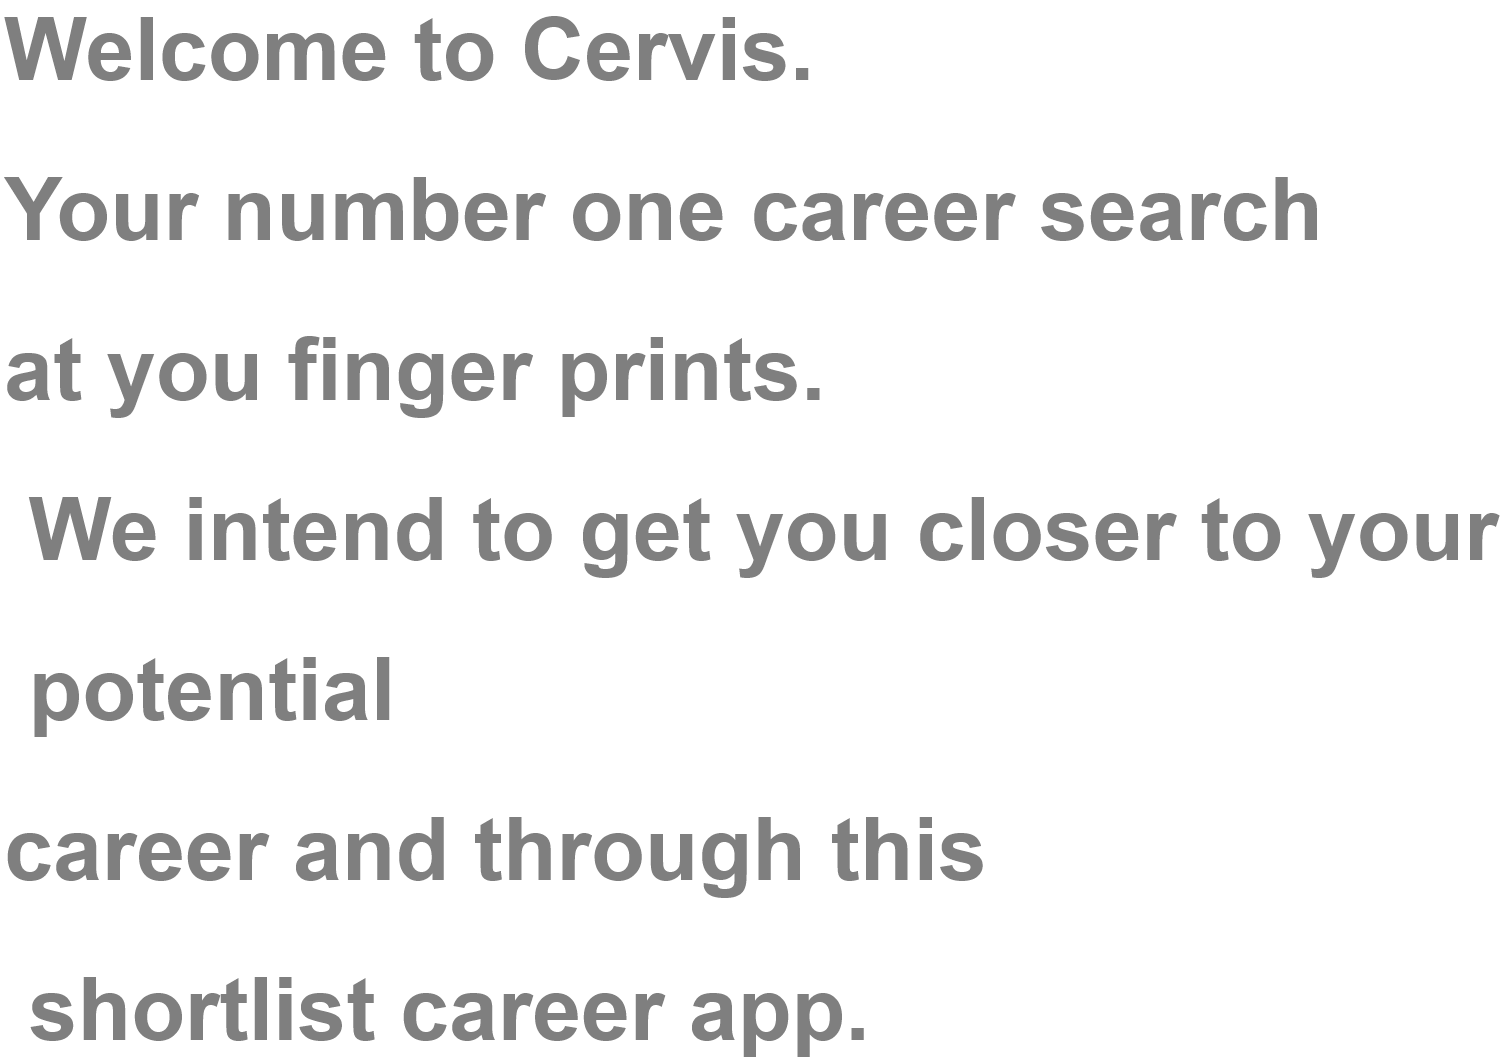 Welcome to Cervis.
Your number one career search
at you finger prints.
We intend to get you closer to your
potential
career and through this
shortlist career app.